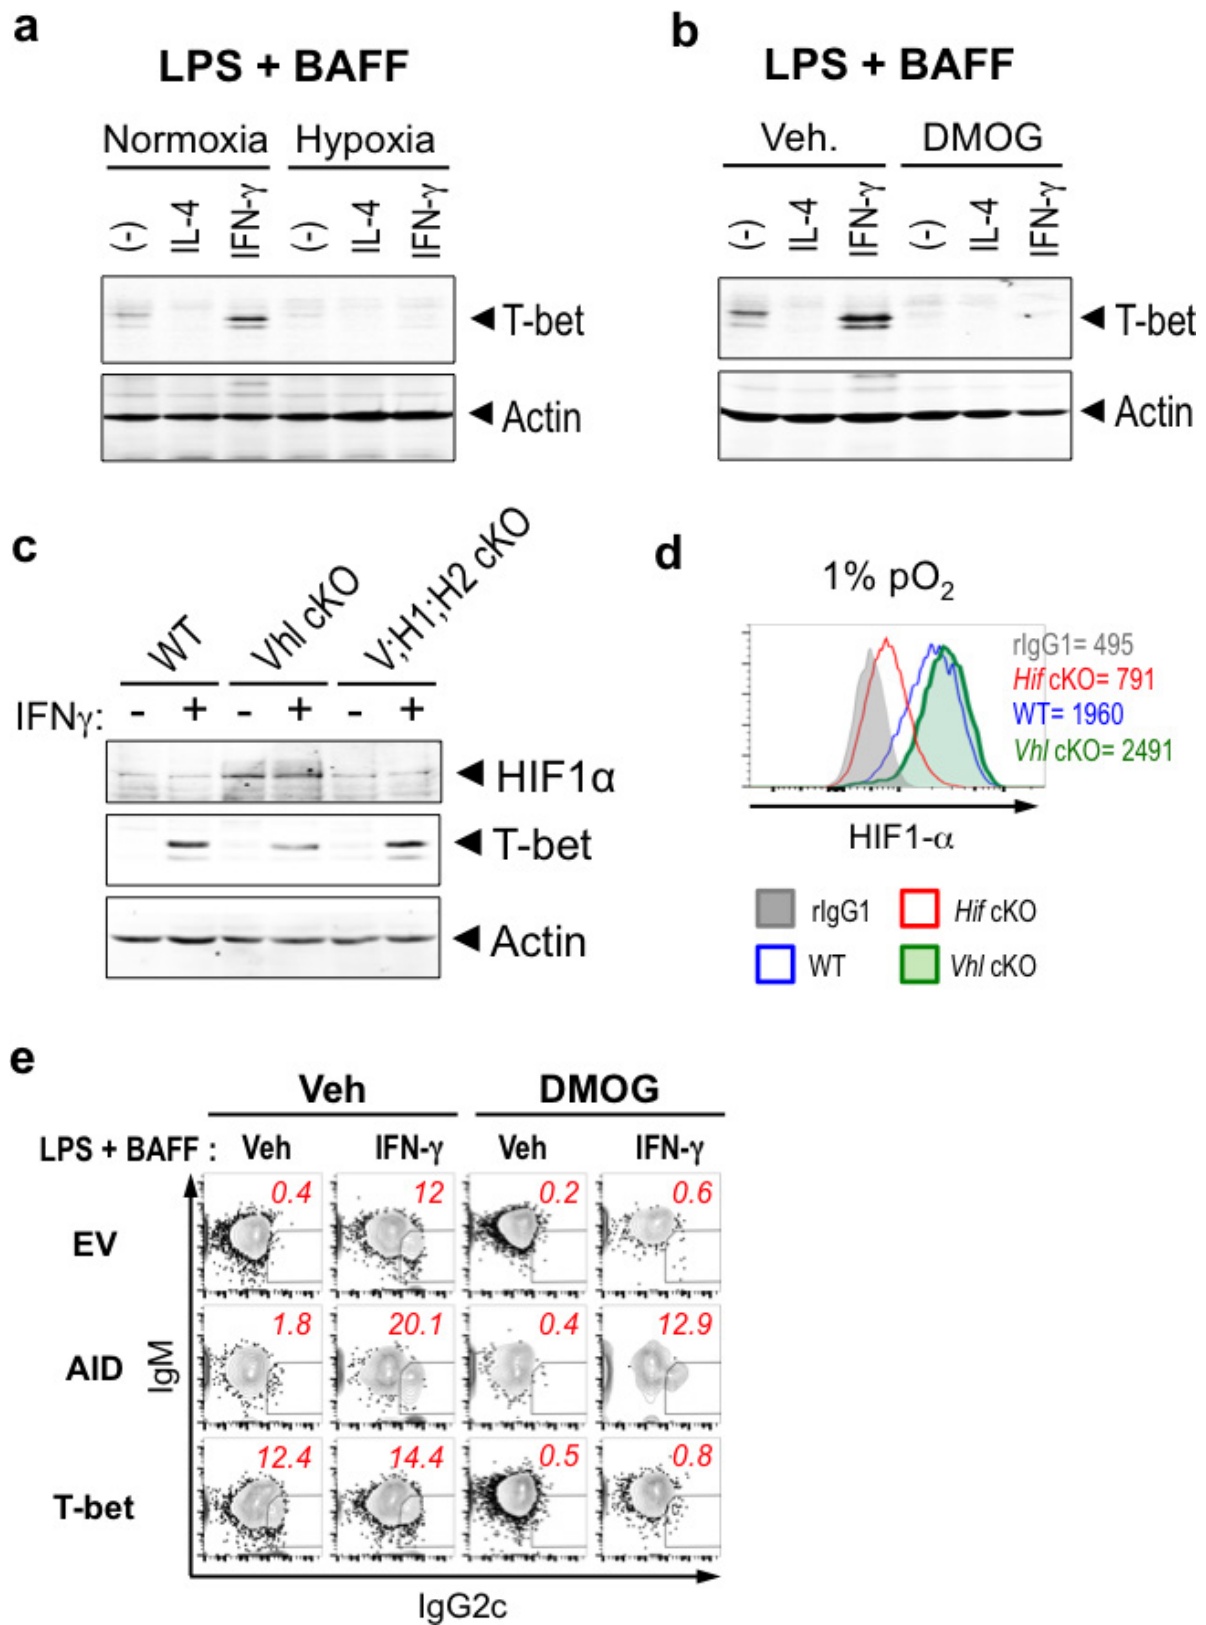 a
LPS + BAFF
Normoxia Hypoxia
(-) IL-4 IFN-γ (-) IL-4 IFN-γ
T-bet
Actin
b
LPS + BAFF
Veh. DMOG
(-) IL-4 IFN-γ (-) IL-4 IFN-γ
T-bet
Actin
c
WT Vhl cKO V;H1;H2 cKO
IFNγ: - + - + - +
HIF1α
T-bet
Actin
d
1% pO2
rIgG1= 495
Hif cKO= 791
WT= 1960
Vhl cKO= 2491
HIF1-α
rIgG1 Hif cKO
WT Vhl cKO
e
Veh DMOG
LPS + BAFF : Veh IFN-γ Veh IFN-γ
EV 0.4 12 0.2 0.6
AID 1.8 20.1 0.4 12.9
T-bet 12.4 14.4 0.5 0.8
IgM
IgG2c